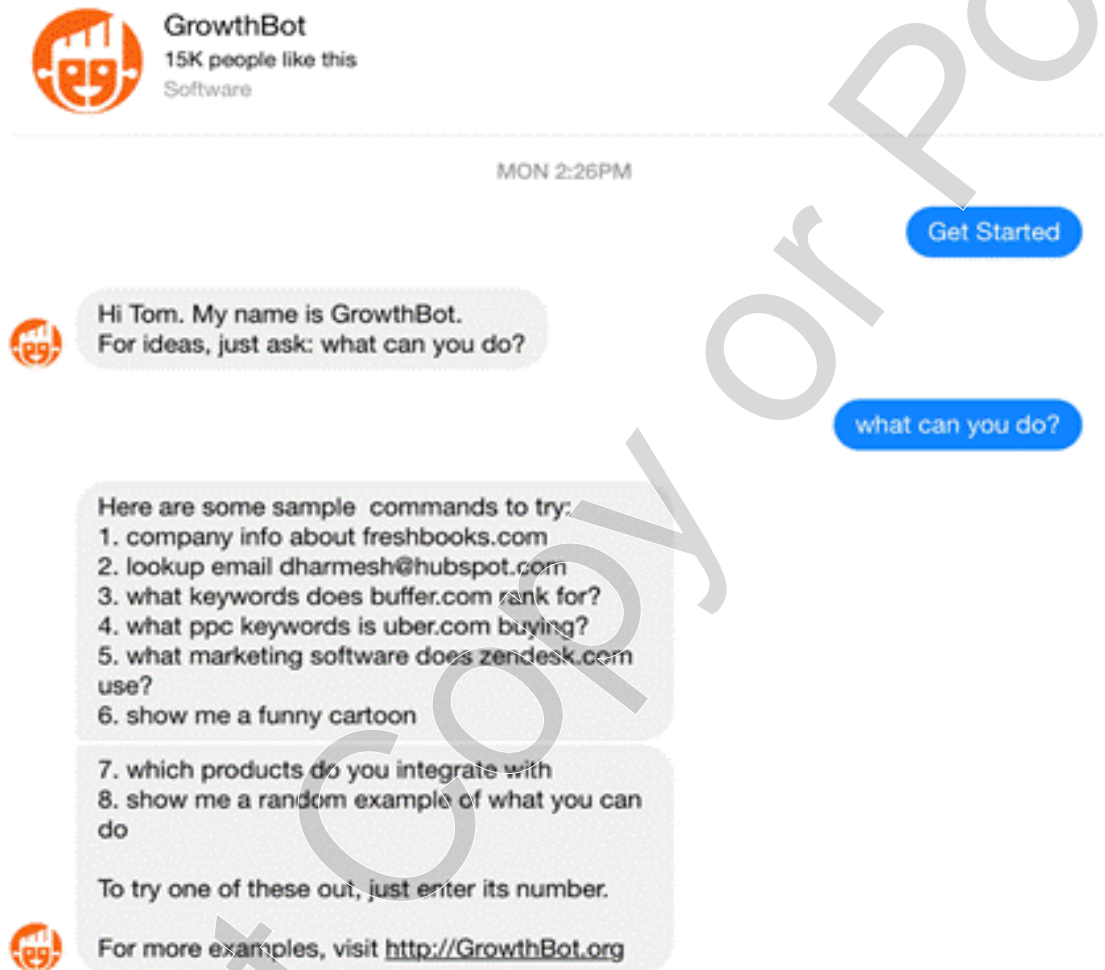 GrowthBot
15K people like this
Software
MON 2:26PM
Get Started
Hi Tom. My name is GrowthBot.
For ideas, just ask: what can you do?
what can you do?
Here are some sample commands to try:
1. company info about freshbooks.com
2. lookup email dharmesh@hubspot.com
3. what keywords does buffer.com rank for?
4. what ppc keywords is uber.com buying?
5. what marketing software does zendesk.com
use?
6. show me a funny cartoon
7. which products do you integrate with
8. show me a random example of what you can
do
To try one of these out, just enter its number.
For more examples, visit http://GrowthBot.org
Copy or Po